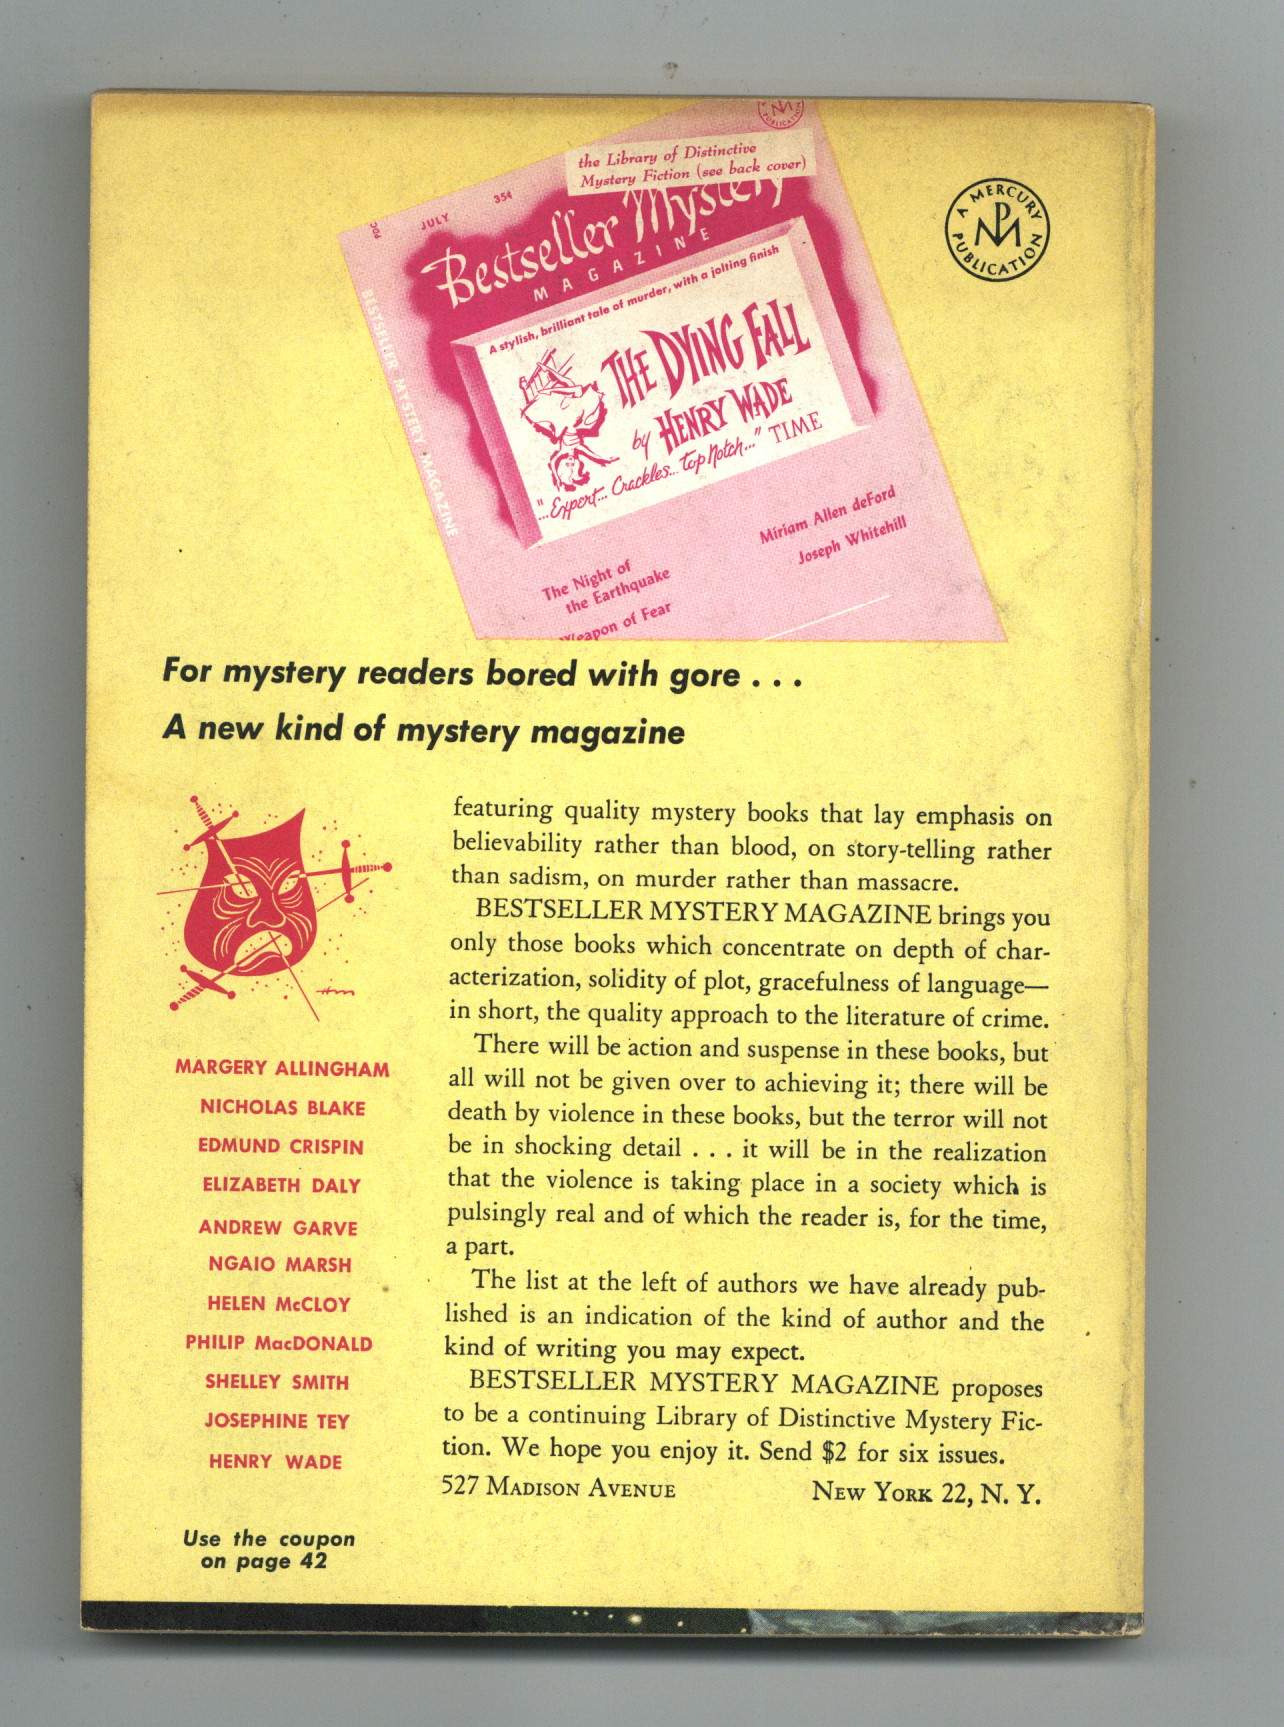 A MERCURY PUBLICATION
PM
PUBLICATION
the Library of Distinctive
Mystery Fiction (see back cover)
PDC
JULY
35¢
Bestseller Mystery
MAGAZINE
BESTSELLER MYSTERY MAGAZINE
A stylish, brilliant tale of murder, with a jolting finish
THE DYING FALL
by HENRY WADE
"...Expert... Crackles... Top Notch..." TIME
The Night of
the Earthquake
Miriam Allen deFord
Weapon of Fear
Joseph Whitehill
For mystery readers bored with gore . . .
A new kind of mystery magazine
featuring quality mystery books that lay emphasis on
believability rather than blood, on story-telling rather
than sadism, on murder rather than massacre.
BESTSELLER MYSTERY MAGAZINE brings you
only those books which concentrate on depth of char-
acterization, solidity of plot, gracefulness of language—
in short, the quality approach to the literature of crime.
There will be action and suspense in these books, but
all will not be given over to achieving it; there will be
death by violence in these books, but the terror will not
be in shocking detail . . . it will be in the realization
that the violence is taking place in a society which is
pulsingly real and of which the reader is, for the time,
a part.
The list at the left of authors we have already pub-
lished is an indication of the kind of author and the
kind of writing you may expect.
BESTSELLER MYSTERY MAGAZINE proposes
to be a continuing Library of Distinctive Mystery Fic-
tion. We hope you enjoy it. Send $2 for six issues.
527 MADISON AVENUE NEW YORK 22, N. Y.
MARGERY ALLINGHAM
NICHOLAS BLAKE
EDMUND CRISPIN
ELIZABETH DALY
ANDREW GARVE
NGAIO MARSH
HELEN McCLOY
PHILIP MacDONALD
SHELLEY SMITH
JOSEPHINE TEY
HENRY WADE
Use the coupon
on page 42